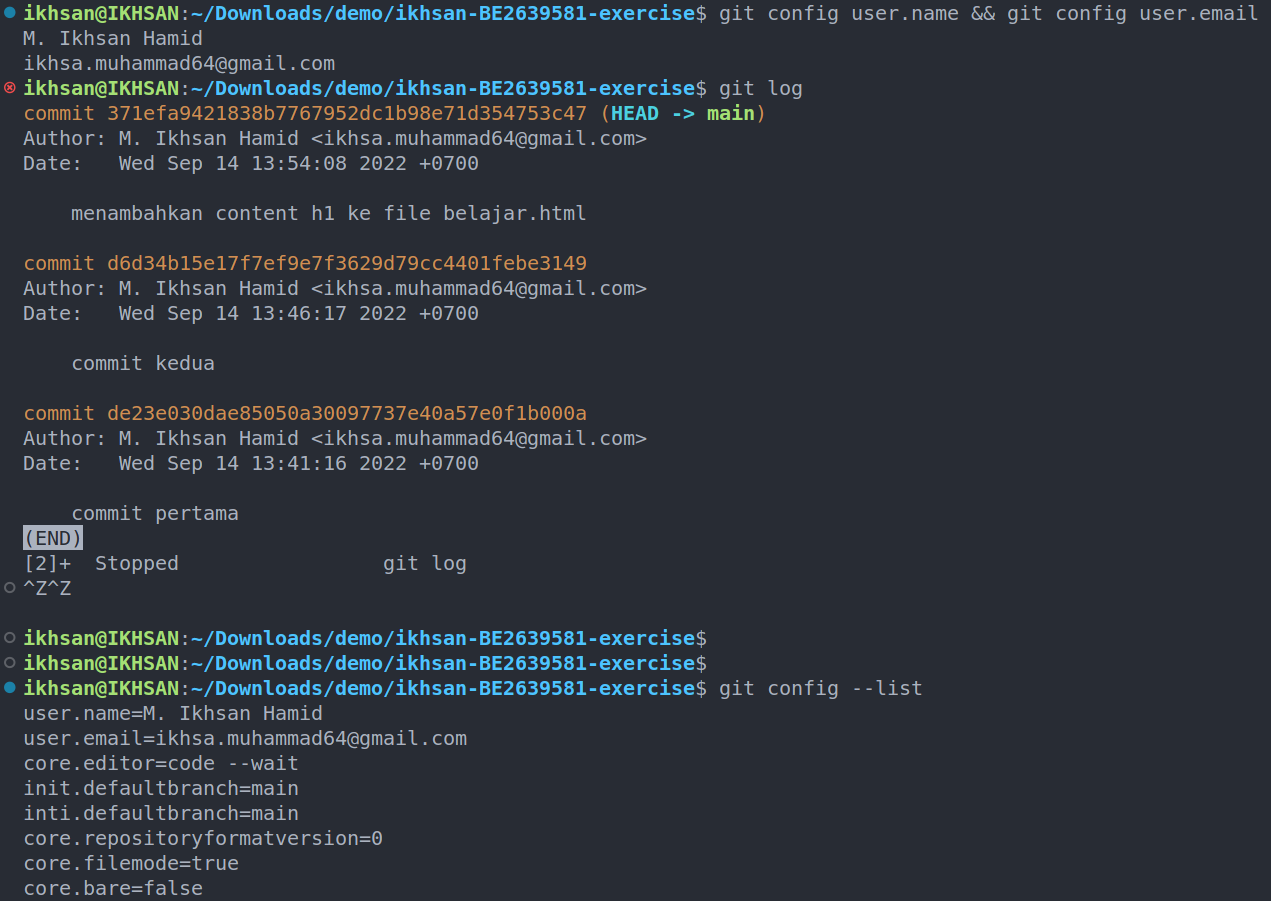 ikhsan@IKHSAN:~/Downloads/demo/ikhsan-BE2639581-exercise$ git config user.name && git config user.email
M. Ikhsan Hamid
ikhsa.muhammad64@gmail.com
ikhsan@IKHSAN:~/Downloads/demo/ikhsan-BE2639581-exercise$ git log
commit 371efa9421838b7767952dc1b98e71d354753c47 (HEAD -> main)
Author: M. Ikhsan Hamid <ikhsa.muhammad64@gmail.com>
Date:   Wed Sep 14 13:54:08 2022 +0700
    menambahkan content h1 ke file belajar.html
commit d6d34b15e17f7ef9e7f3629d79cc4401febe3149
Author: M. Ikhsan Hamid <ikhsa.muhammad64@gmail.com>
Date:   Wed Sep 14 13:46:17 2022 +0700
    commit kedua
commit de23e030dae85050a30097737e40a57e0f1b000a
Author: M. Ikhsan Hamid <ikhsa.muhammad64@gmail.com>
Date:   Wed Sep 14 13:41:16 2022 +0700
    commit pertama
(END)
[2]+  Stopped                 git log
^Z^Z
ikhsan@IKHSAN:~/Downloads/demo/ikhsan-BE2639581-exercise$
ikhsan@IKHSAN:~/Downloads/demo/ikhsan-BE2639581-exercise$
ikhsan@IKHSAN:~/Downloads/demo/ikhsan-BE2639581-exercise$ git config --list
user.name=M. Ikhsan Hamid
user.email=ikhsa.muhammad64@gmail.com
core.editor=code --wait
init.defaultbranch=main
inti.defaultbranch=main
core.repositoryformatversion=0
core.filemode=true
core.bare=false